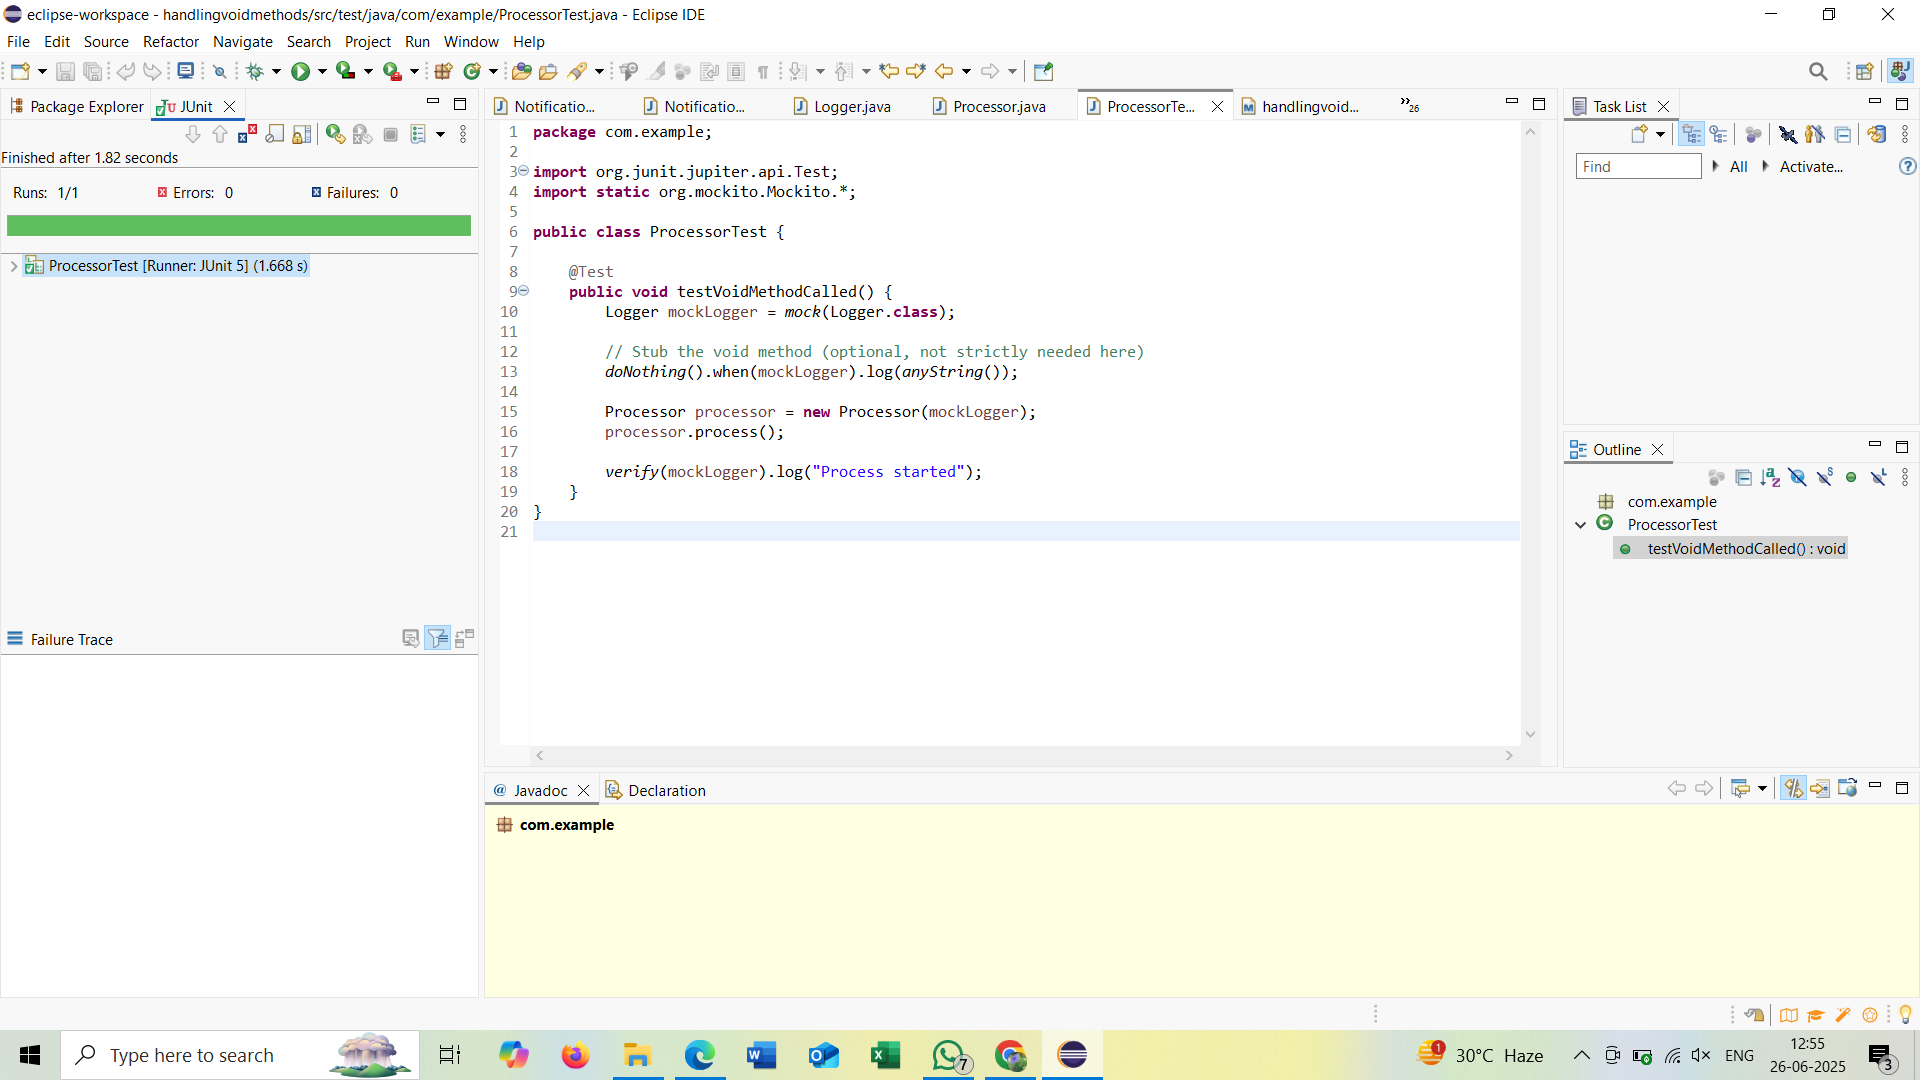 eclipse-workspace - handlingvoidmethods/src/test/java/com/example/ProcessorTest.java - Eclipse IDE
File Edit Source Refactor Navigate Search Project Run Window Help
Package Explorer JUnit
Finished after 1.82 seconds
Runs: 1/1 Errors: 0 Failures: 0
ProcessorTest [Runner: JUnit 5] (1.668 s)
Failure Trace
Notificatio... Notificatio... Logger.java Processor.java ProcessorTe... handlingvoid... »26
1 package com.example;
2
3 import org.junit.jupiter.api.Test;
4 import static org.mockito.Mockito.*;
5
6 public class ProcessorTest {
7
8 @Test
9 public void testVoidMethodCalled() {
10 Logger mockLogger = mock(Logger.class);
11
12 // Stub the void method (optional, not strictly needed here)
13 doNothing().when(mockLogger).log(anyString());
14
15 Processor processor = new Processor(mockLogger);
16 processor.process();
17
18 verify(mockLogger).log("Process started");
19 }
20 }
21
Task List
Find All Activate...
Outline
com.example
ProcessorTest
testVoidMethodCalled() : void
@ Javadoc Declaration
com.example
Type here to search
7
1
30°C Haze
ENG
12:55
26-06-2025
3